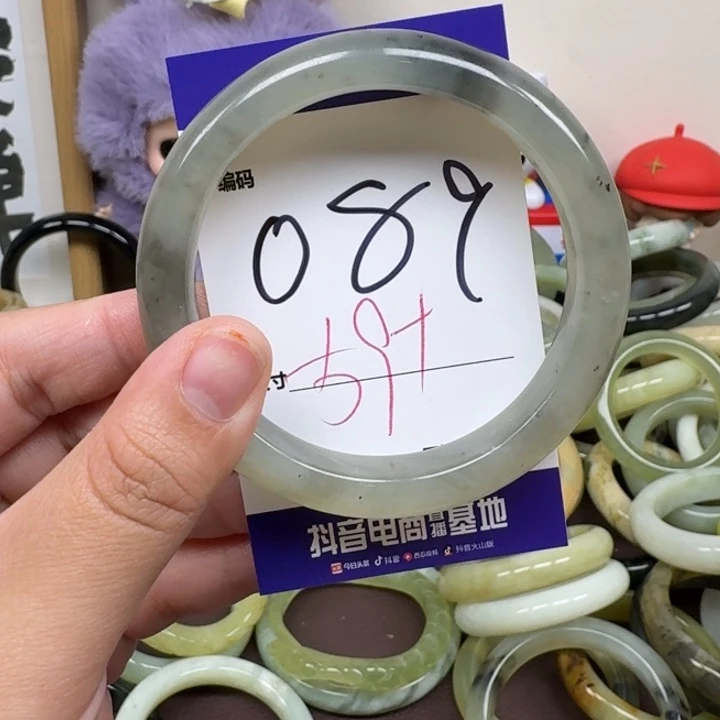 编码
089
59+
寸
抖音电商直播基地
今日头条 抖音 西瓜视频 抖音火山版